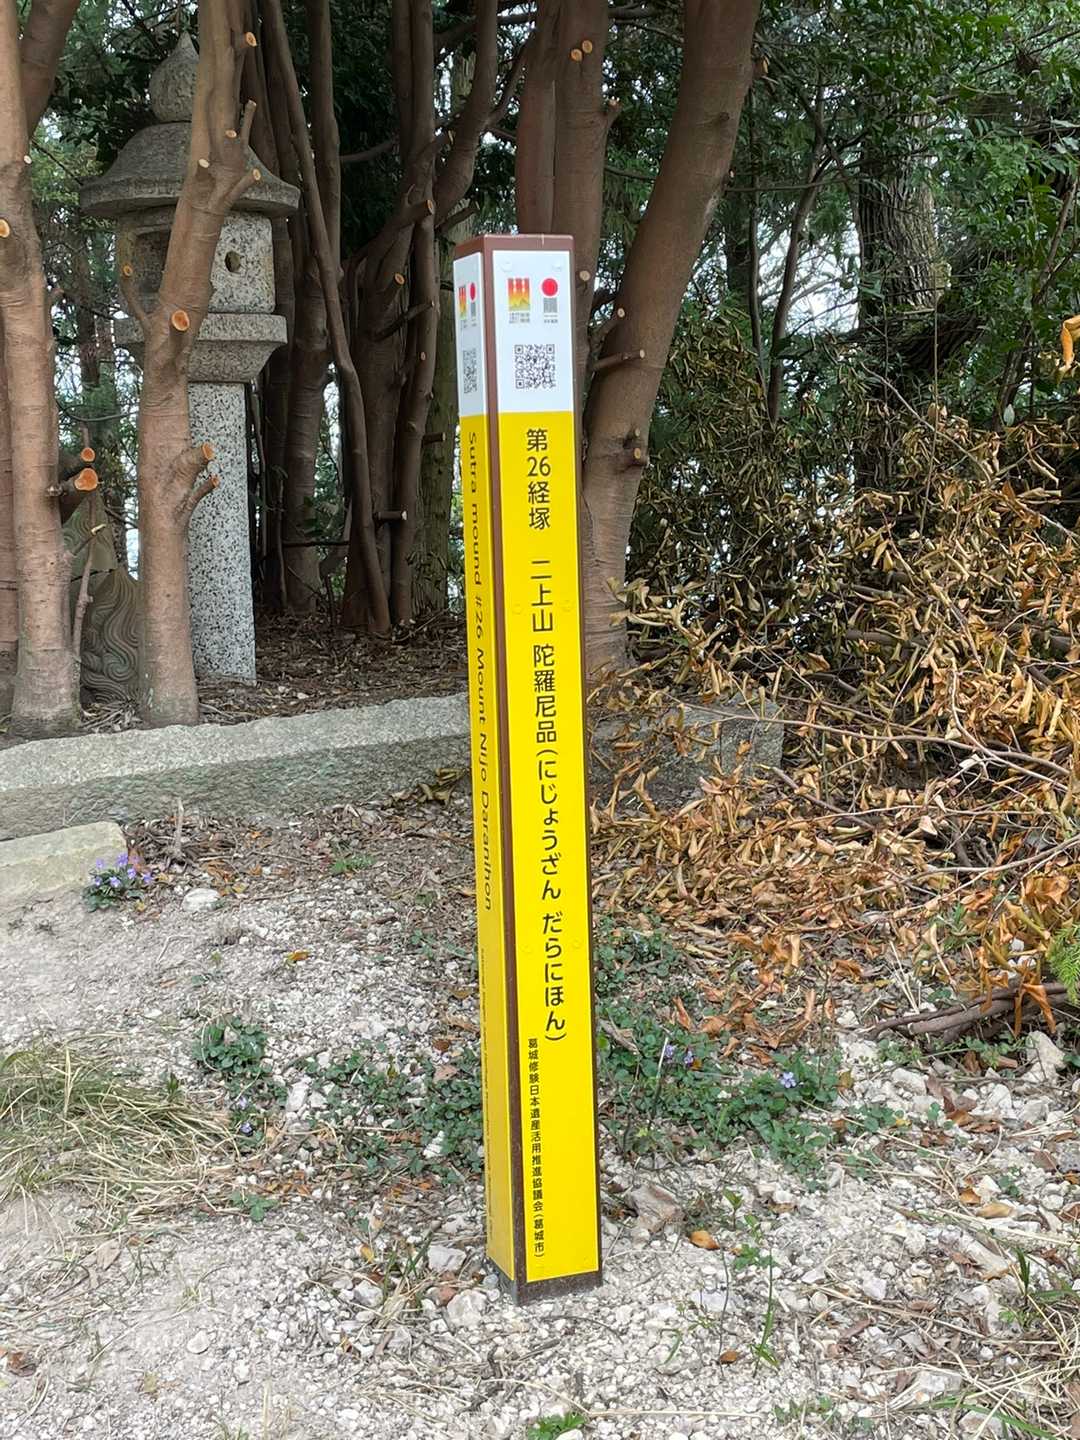 第26経塚 二上山 陀羅尼品(にじょうざん だらにほん)
葛城修験日本遺産活用推進協議会(葛城市)
Sutra mound #26 Mount Nijo Daranihon